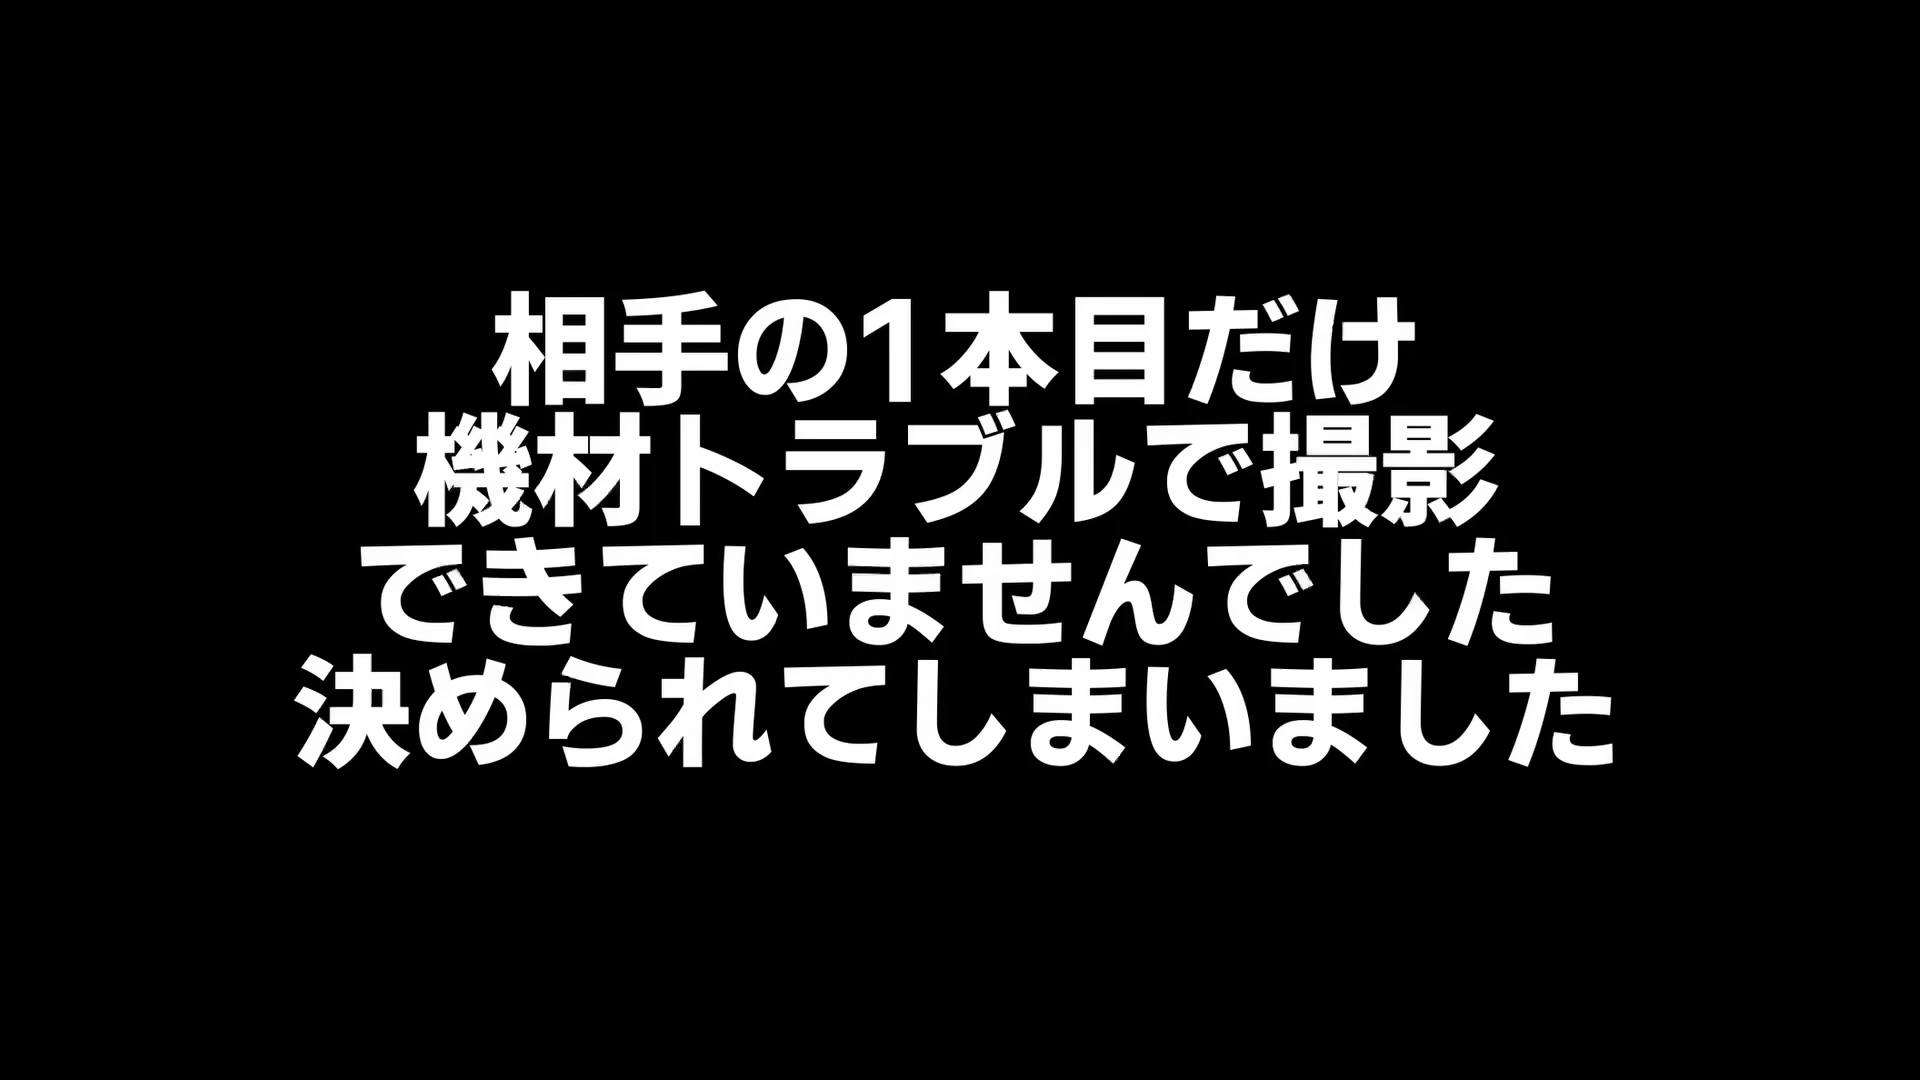 相手の1本目だけ
機材トラブルで撮影
できていませんでした
決められてしまいました